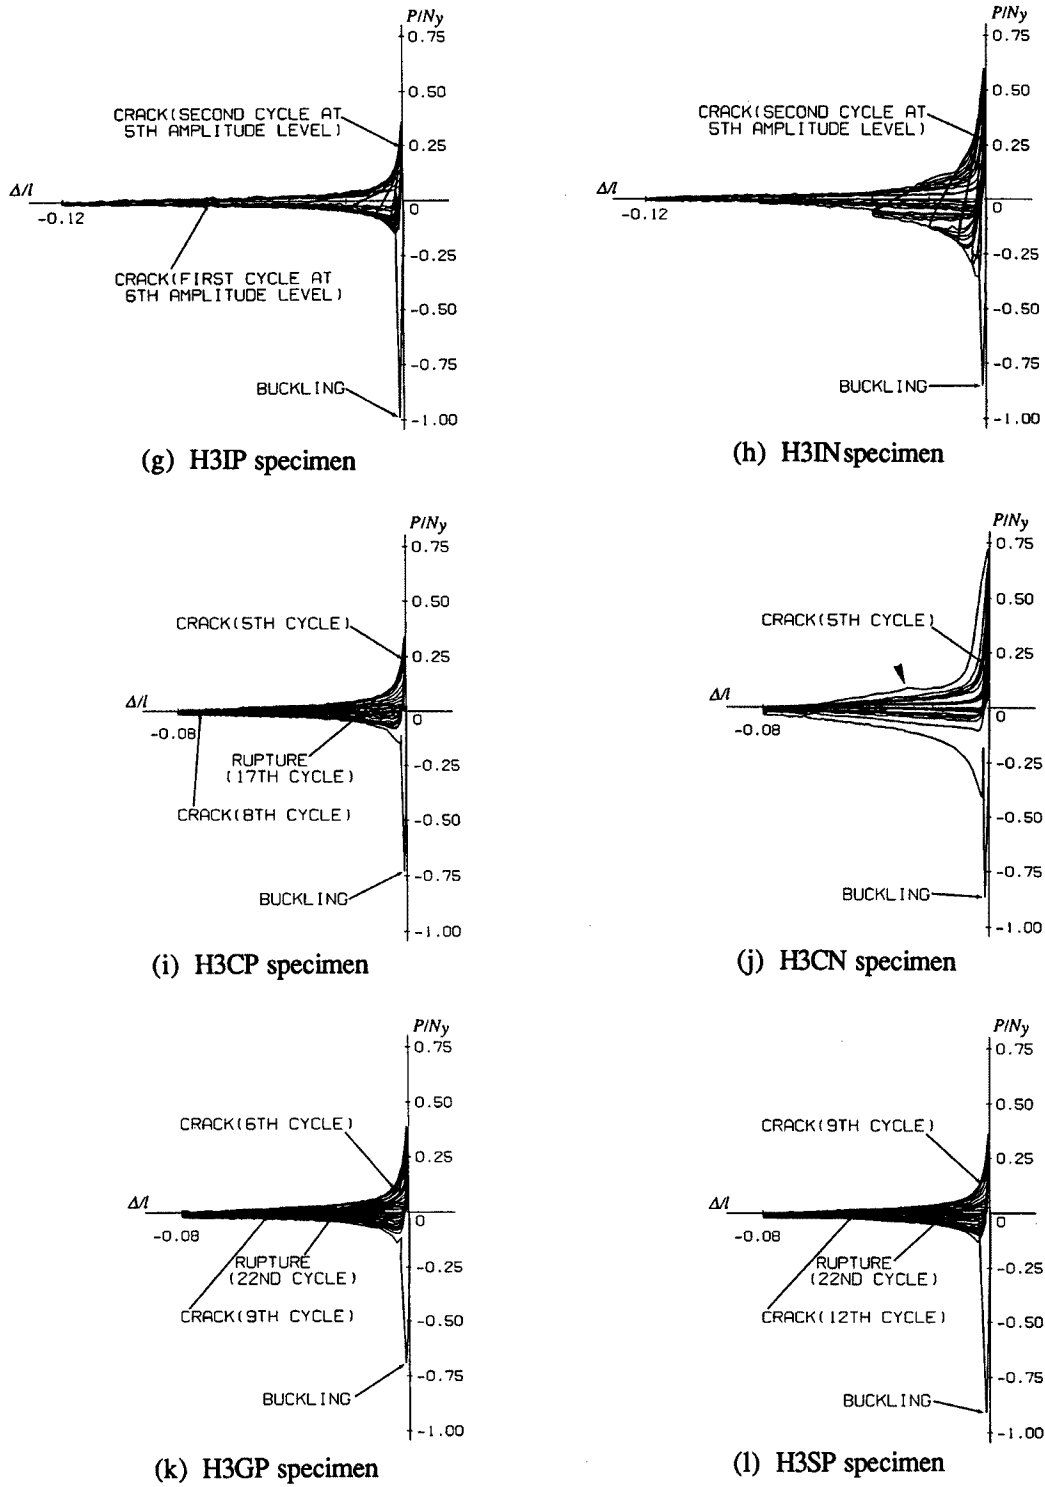 P/Ny
0.75
0.50
CRACK(SECOND CYCLE AT
5TH AMPLITUDE LEVEL)
0.25
Δ/l
-0.12
0
-0.25
CRACK(FIRST CYCLE AT
6TH AMPLITUDE LEVEL)
-0.50
-0.75
BUCKLING
-1.00
(g) H3IP specimen
P/Ny
0.75
0.50
CRACK(SECOND CYCLE AT
5TH AMPLITUDE LEVEL)
0.25
Δ/l
-0.12
0
-0.25
-0.50
-0.75
BUCKLING
-1.00
(h) H3IN specimen
P/Ny
0.75
0.50
CRACK(5TH CYCLE)
0.25
Δ/l
-0.08
0
RUPTURE
(17TH CYCLE)
-0.25
CRACK(8TH CYCLE)
-0.50
-0.75
BUCKLING
-1.00
(i) H3CP specimen
P/Ny
0.75
0.50
CRACK(5TH CYCLE)
0.25
Δ/l
-0.08
0
-0.25
-0.50
-0.75
BUCKLING
-1.00
(j) H3CN specimen
P/Ny
0.75
0.50
CRACK(6TH CYCLE)
0.25
Δ/l
-0.08
0
RUPTURE
(22ND CYCLE)
-0.25
CRACK(9TH CYCLE)
-0.50
-0.75
BUCKLING
-1.00
(k) H3GP specimen
P/Ny
0.75
0.50
CRACK(9TH CYCLE)
0.25
Δ/l
-0.08
0
RUPTURE
(22ND CYCLE)
-0.25
CRACK(12TH CYCLE)
-0.50
-0.75
BUCKLING
-1.00
(l) H3SP specimen